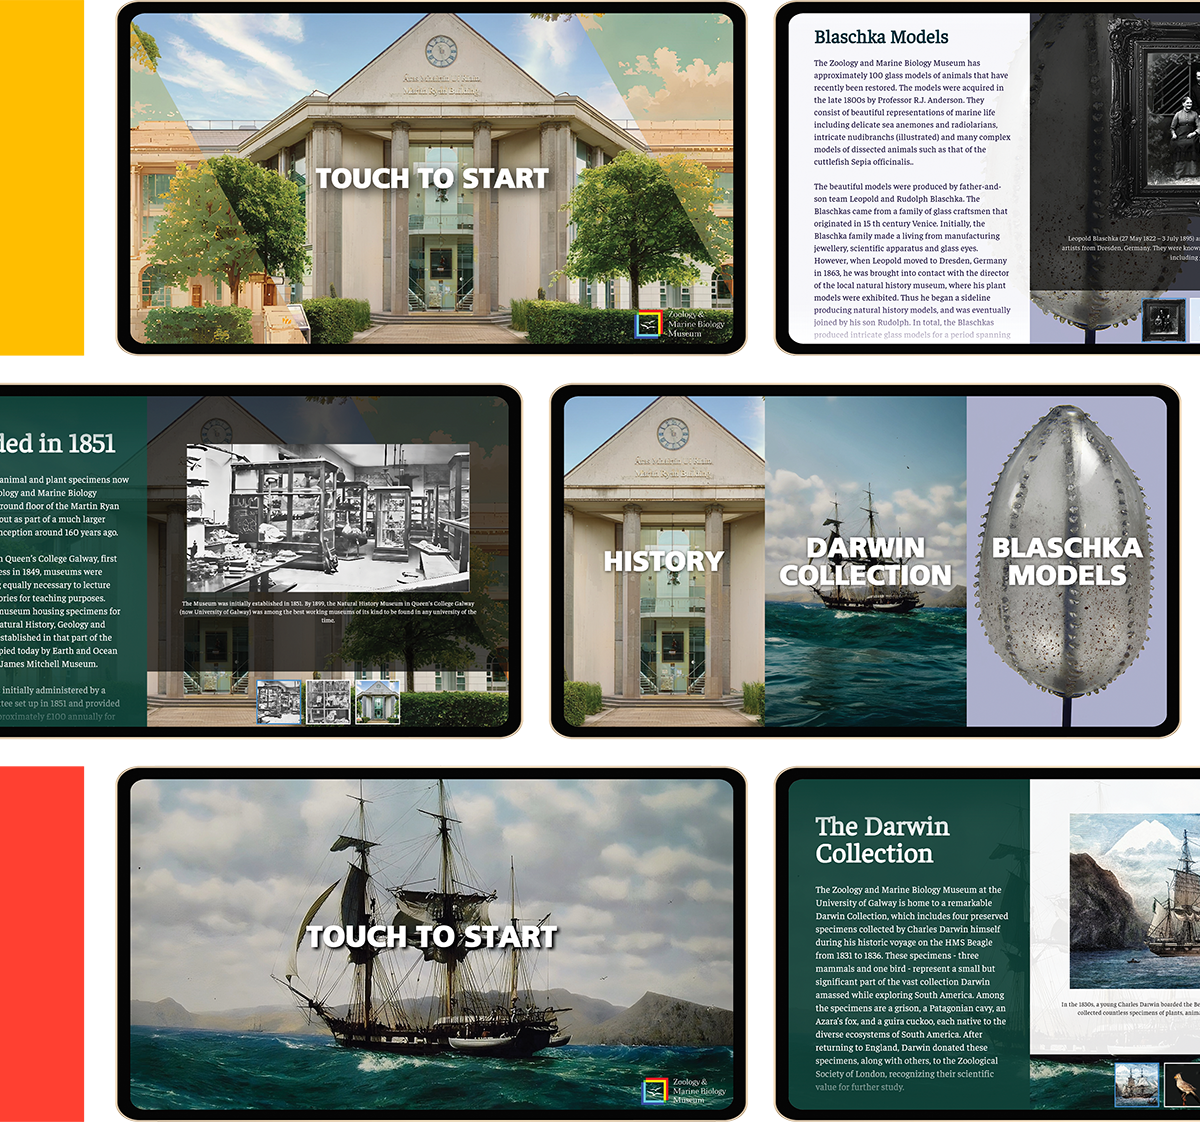 Áras Mháirtín Uí Riain
Martin Ryan Building
TOUCH TO START
Zoology &
Marine Biology
Museum
Blaschka Models
The Zoology and Marine Biology Museum has
approximately 100 glass models of animals that have
recently been restored. The models were acquired in
the late 1800s by Professor R.J. Anderson. They
consist of beautiful representations of marine life
including delicate sea anemones and radiolarians,
intricate nudibranchs (illustrated) and many complex
models of dissected animals such as that of the
cuttlefish Sepia officinalis..
The beautiful models were produced by father-and-
son team Leopold and Rudolph Blaschka. The
Blaschkas came from a family of glass craftsmen that
originated in 15 th century Venice. Initially, the
Blaschka family made a living from manufacturing
jewellery, scientific apparatus and glass eyes.
However, when Leopold moved to Dresden, Germany
in 1863, he was brought into contact with the director
of the local natural history museum, where his plant
models were exhibited. Thus he began a sideline
producing natural history models, and was eventually
joined by his son Rudolph. In total, the Blaschkas
produced intricate glass models for a period spanning
Leopold Blaschka (27 May 1822 – 3 July 1895) a
artists from Dresden, Germany. They were know
including
ded in 1851
animal and plant specimens now
ology and Marine Biology
round floor of the Martin Ryan
out as part of a much larger
nception around 160 years ago.
n Queen's College Galway, first
ess in 1849, museums were
equally necessary to lecture
ories for teaching purposes.
museum housing specimens for
atural History, Geology and
stablished in that part of the
pied today by Earth and Ocean
James Mitchell Museum.
initially administered by a
tee set up in 1851 and provided
proximately £100 annually for
The Museum was initially established in 1851. By 1899, the Natural History Museum in Queen's College Galway
(now University of Galway) was among the best working museums of its kind to be found in any university of the
time.
Áras Mháirtín Uí Riain
Martin Ryan Building
HISTORY
DARWIN
COLLECTION
BLASCHKA
MODELS
TOUCH TO START
Zoology &
Marine Biology
Museum
The Darwin
Collection
The Zoology and Marine Biology Museum at the
University of Galway is home to a remarkable
Darwin Collection, which includes four preserved
specimens collected by Charles Darwin himself
during his historic voyage on the HMS Beagle
from 1831 to 1836. These specimens - three
mammals and one bird - represent a small but
significant part of the vast collection Darwin
amassed while exploring South America. Among
the specimens are a grison, a Patagonian cavy, an
Azara's fox, and a guira cuckoo, each native to the
diverse ecosystems of South America. After
returning to England, Darwin donated these
specimens, along with others, to the Zoological
Society of London, recognizing their scientific
value for further study.
In the 1830s, a young Charles Darwin boarded the Be
collected countless specimens of plants, anima